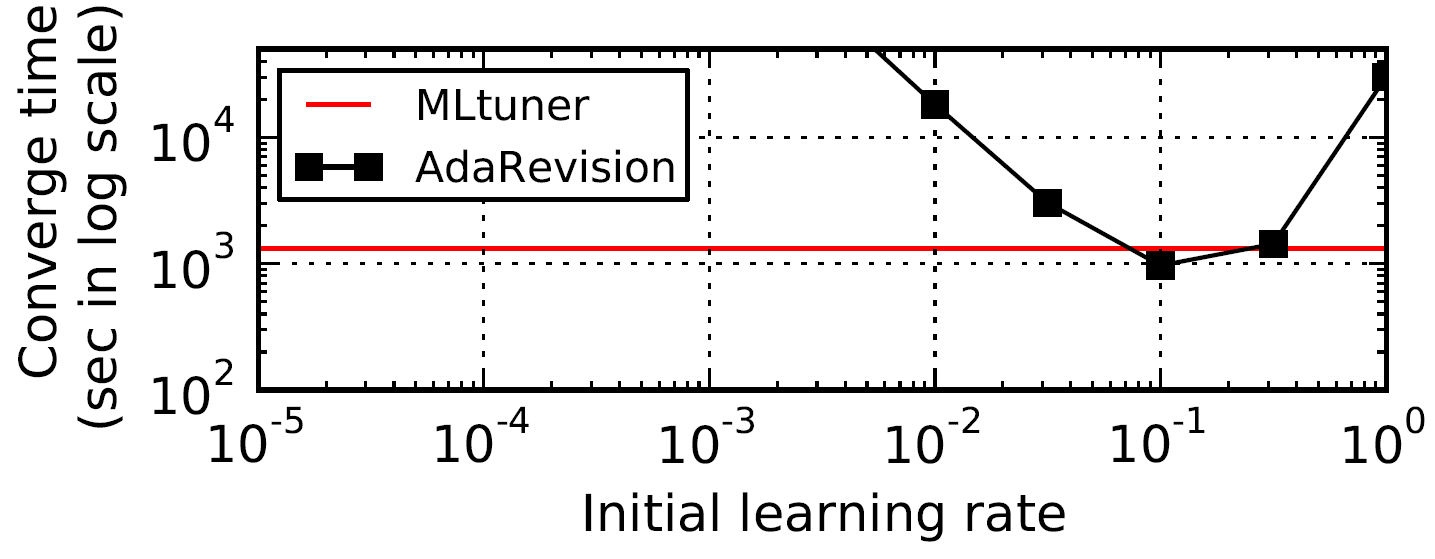 Converge time
(sec in log scale)
10^4
10^3
10^2
MLtuner
AdaRevision
10^-5 10^-4 10^-3 10^-2 10^-1 10^0
Initial learning rate